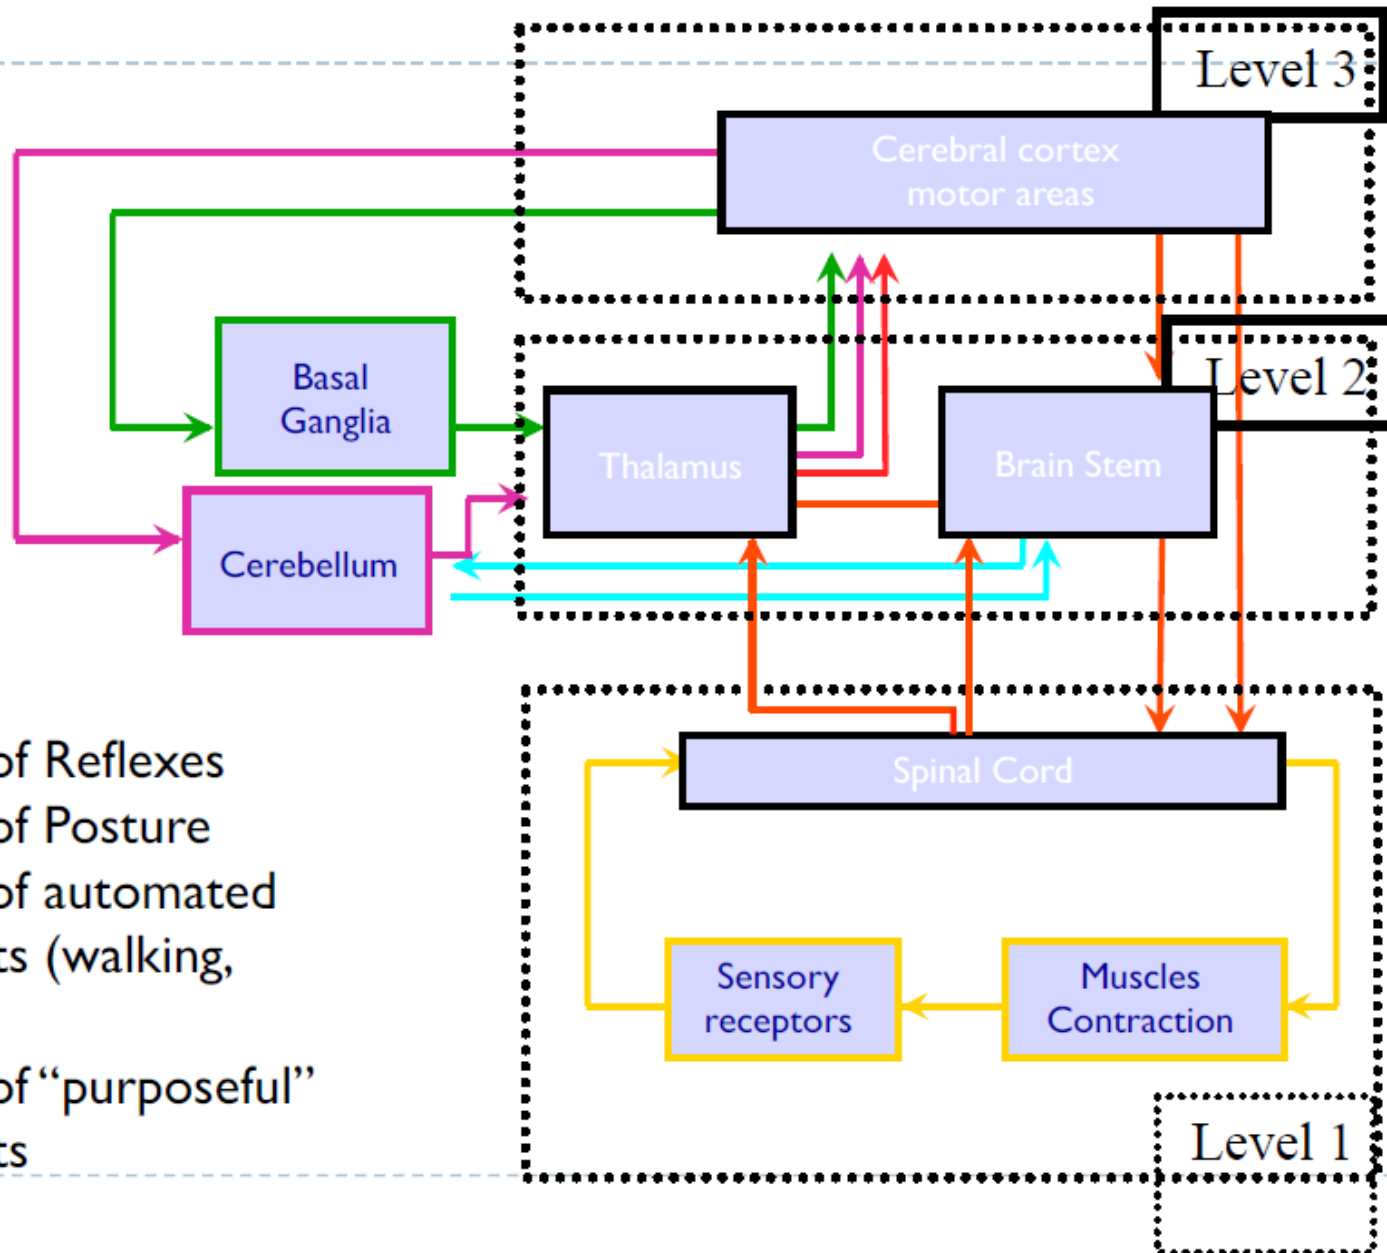 Level 3
Cerebral cortex
motor areas
Basal
Ganglia
Level 2
Thalamus
Brain Stem
Cerebellum
of Reflexes
of Posture
of automated
ts (walking,
of “purposeful”
ts
Spinal Cord
Sensory
receptors
Muscles
Contraction
Level 1